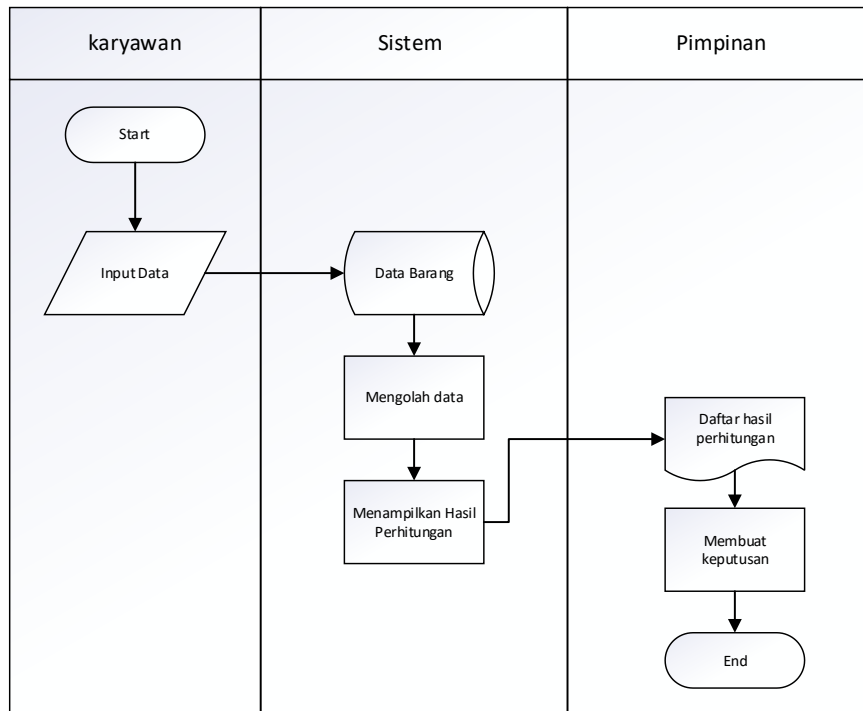 karyawan
Sistem
Pimpinan
Start
Input Data
Data Barang
Mengolah data
Menampilkan Hasil
Perhitungan
Daftar hasil
perhitungan
Membuat
keputusan
End